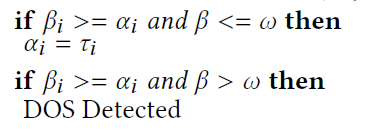 if βᵢ >= αᵢ and β <= ω then
αᵢ = τᵢ
if βᵢ >= αᵢ and β > ω then
DOS Detected